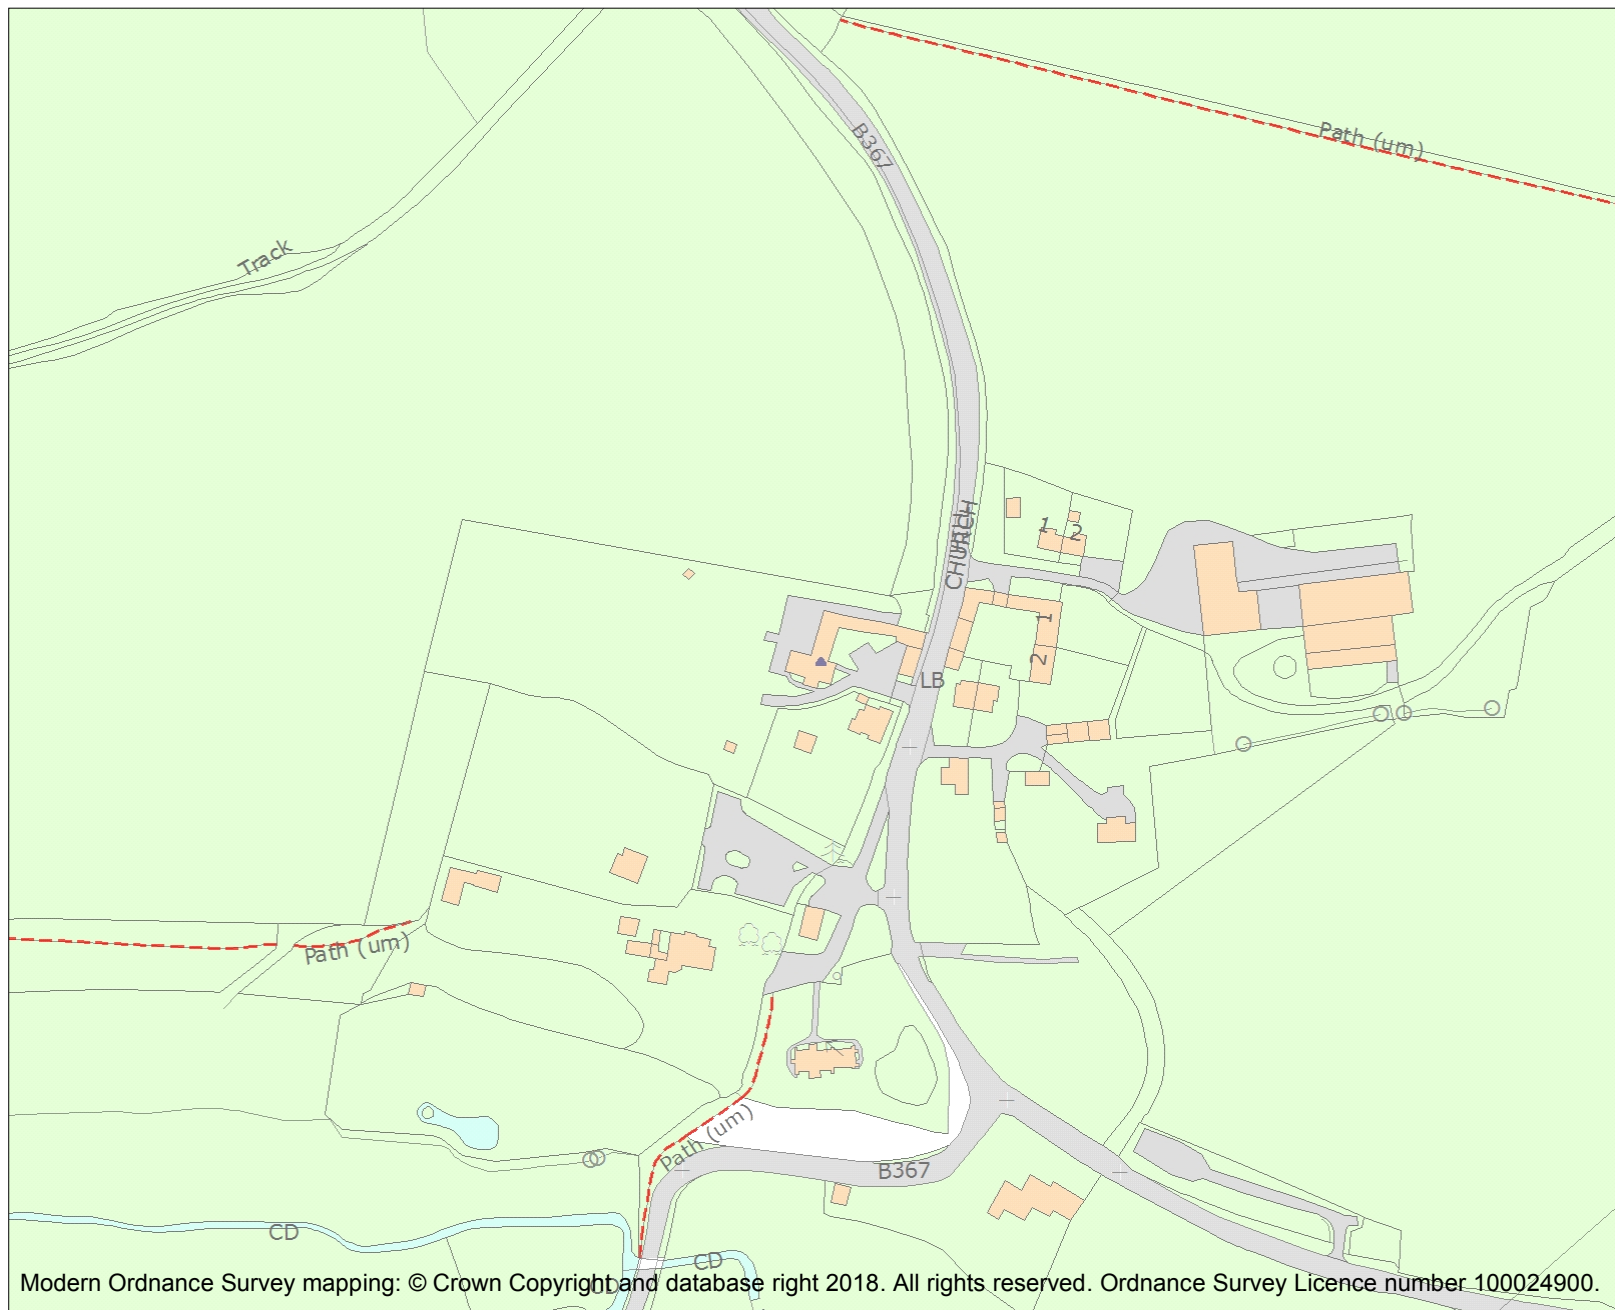 B367
Path (um)
Track
CHURCH
1
2
1
2
LB
Path (um)
Path (um)
B367
CD
CD
CD
Modern Ordnance Survey mapping: © Crown Copyright and database right 2018. All rights reserved. Ordnance Survey Licence number 100024900.